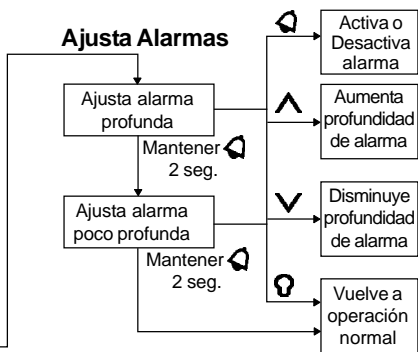 Ajusta Alarmas
Ajusta alarma
profunda
Mantener
2 seg.
Ajusta alarma
poco profunda
Mantener
2 seg.
Activa o
Desactiva
alarma
Aumenta
profundidad
de alarma
Disminuye
profundidad
de alarma
Vuelve a
operación
normal